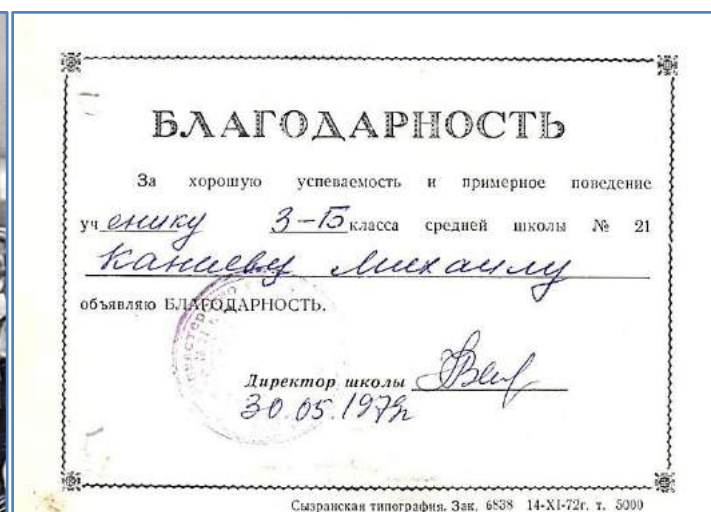 БЛАГОДАРНОСТЬ
За хорошую успеваемость и примерное поведение
ученику 3-Б класса средней школы № 21
Каниеву Михаилу
объявляю БЛАГОДАРНОСТЬ.
Директор школы
30.05.1979г
Сызранская типография. Зак. 6838 14-XI-72г. т. 5000